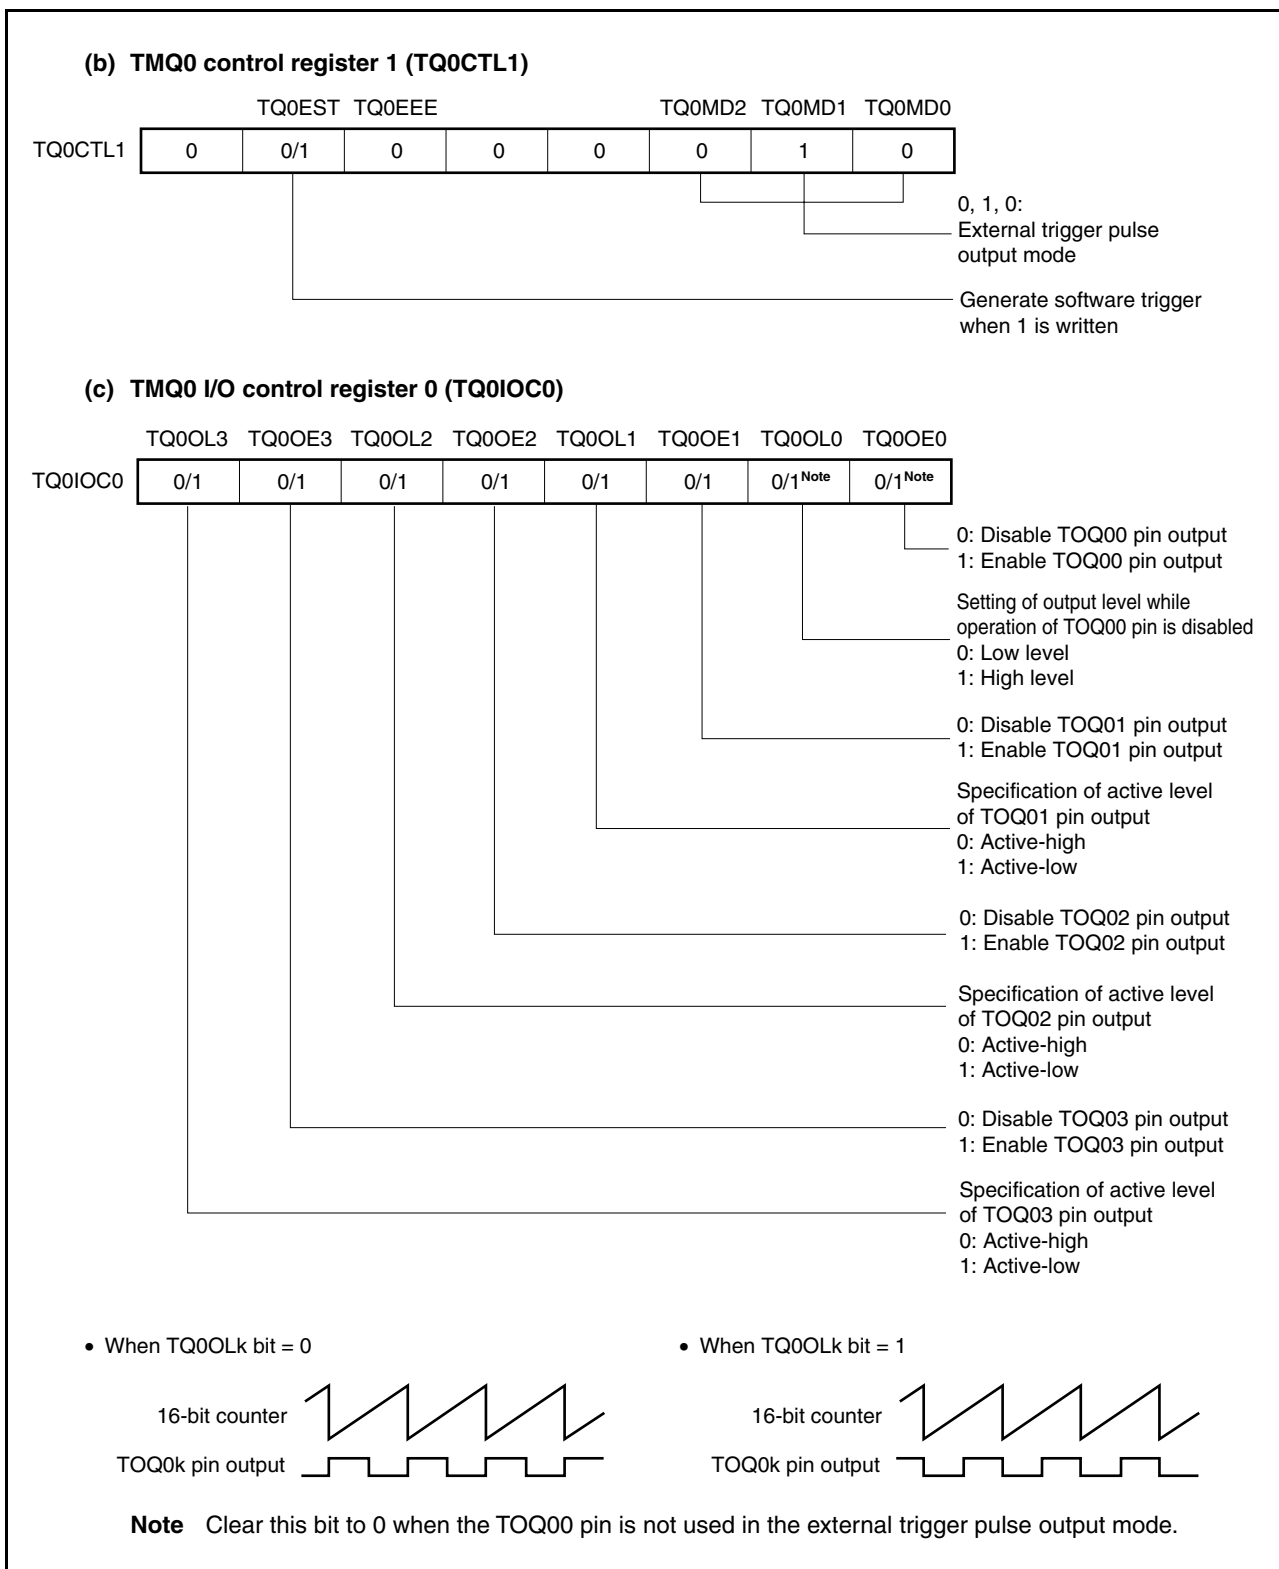 (b) TMQ0 control register 1 (TQ0CTL1)
TQ0EST TQ0EEE TQ0MD2 TQ0MD1 TQ0MD0
TQ0CTL1 0 0/1 0 0 0 0 1 0
0, 1, 0:
External trigger pulse
output mode
Generate software trigger
when 1 is written
(c) TMQ0 I/O control register 0 (TQ0IOC0)
TQ0OL3 TQ0OE3 TQ0OL2 TQ0OE2 TQ0OL1 TQ0OE1 TQ0OL0 TQ0OE0
TQ0IOC0 0/1 0/1 0/1 0/1 0/1 0/1 0/1Note 0/1Note
0: Disable TOQ00 pin output
1: Enable TOQ00 pin output
Setting of output level while
operation of TOQ00 pin is disabled
0: Low level
1: High level
0: Disable TOQ01 pin output
1: Enable TOQ01 pin output
Specification of active level
of TOQ01 pin output
0: Active-high
1: Active-low
0: Disable TOQ02 pin output
1: Enable TOQ02 pin output
Specification of active level
of TOQ02 pin output
0: Active-high
1: Active-low
0: Disable TOQ03 pin output
1: Enable TOQ03 pin output
Specification of active level
of TOQ03 pin output
0: Active-high
1: Active-low
• When TQ0OLk bit = 0
16-bit counter
TOQ0k pin output
• When TQ0OLk bit = 1
16-bit counter
TOQ0k pin output
Note Clear this bit to 0 when the TOQ00 pin is not used in the external trigger pulse output mode.